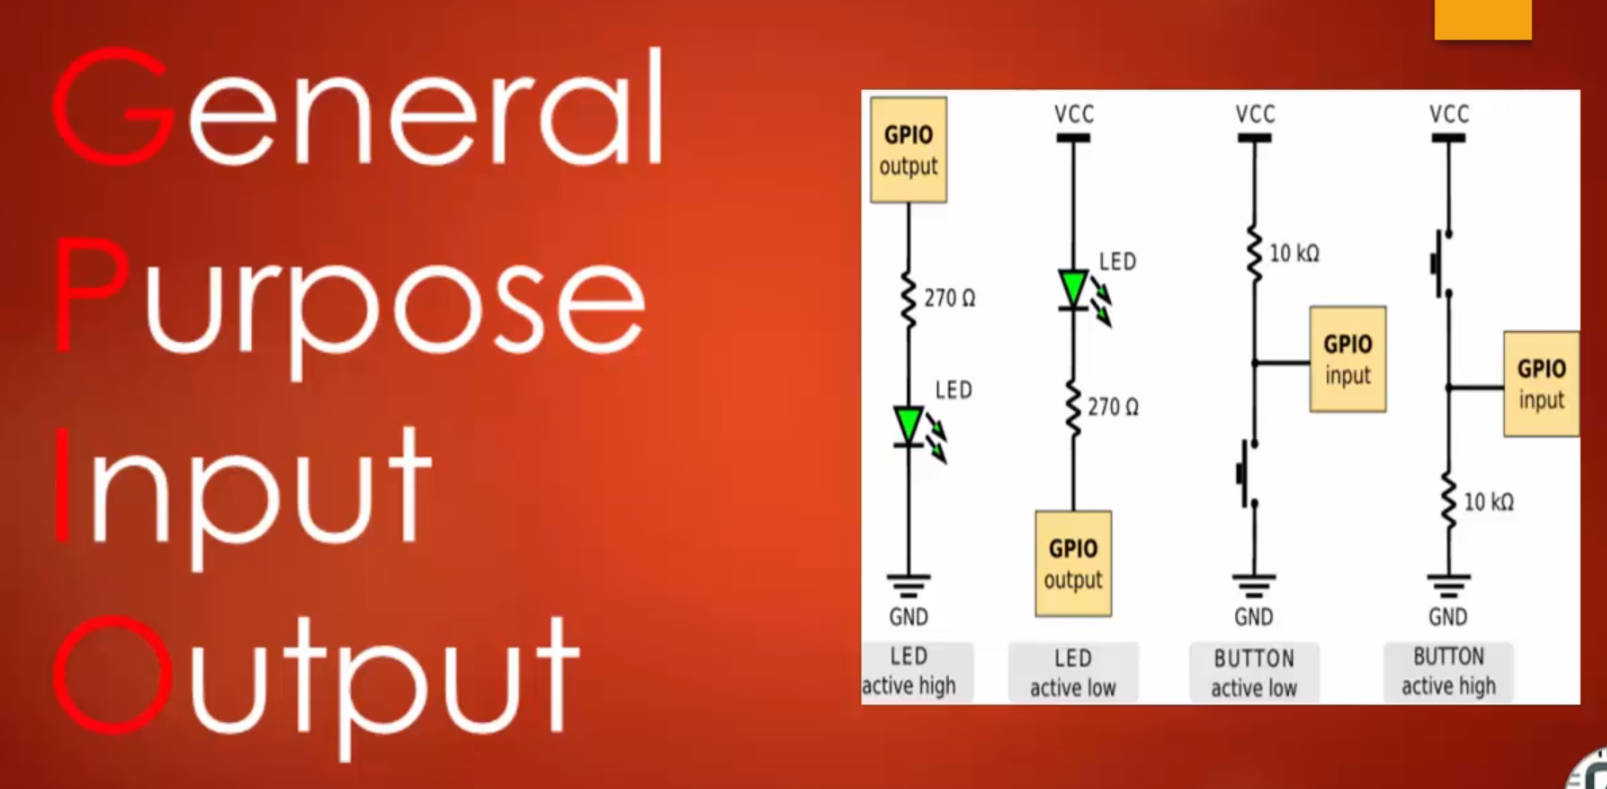 General
Purpose
Input
Output
GPIO
output
270 Ω
LED
GND
LED
active high
VCC
LED
270 Ω
GPIO
output
LED
active low
VCC
10 kΩ
GPIO
input
GND
BUTTON
active low
VCC
GPIO
input
10 kΩ
GND
BUTTON
active high